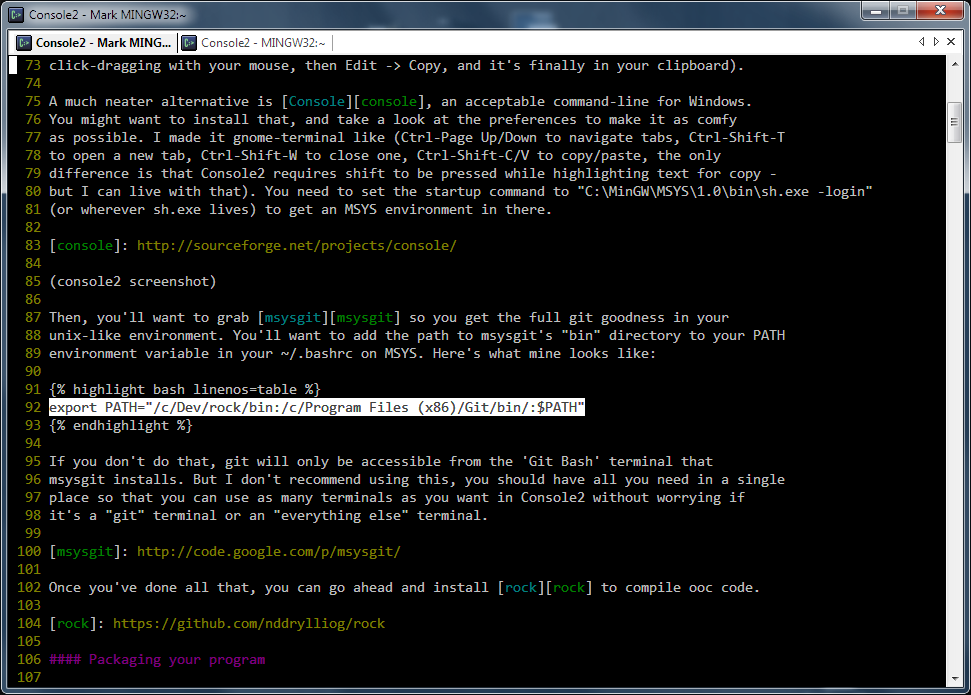 Console2 - Mark MINGW32:~
Console2 - Mark MING... Console2 - MINGW32:~
73 click-dragging with your mouse, then Edit -> Copy, and it's finally in your clipboard).
74
75 A much neater alternative is [Console][console], an acceptable command-line for Windows.
76 You might want to install that, and take a look at the preferences to make it as comfy
77 as possible. I made it gnome-terminal like (Ctrl-Page Up/Down to navigate tabs, Ctrl-Shift-T
78 to open a new tab, Ctrl-Shift-W to close one, Ctrl-Shift-C/V to copy/paste, the only
79 difference is that Console2 requires shift to be pressed while highlighting text for copy -
80 but I can live with that). You need to set the startup command to "C:\MinGW\MSYS\1.0\bin\sh.exe -login"
81 (or wherever sh.exe lives) to get an MSYS environment in there.
82
83 [console]: http://sourceforge.net/projects/console/
84
85 (console2 screenshot)
86
87 Then, you'll want to grab [msysgit][msysgit] so you get the full git goodness in your
88 unix-like environment. You'll want to add the path to msysgit's "bin" directory to your PATH
89 environment variable in your ~/.bashrc on MSYS. Here's what mine looks like:
90
91 {% highlight bash linenos=table %}
92 export PATH="/c/Dev/rock/bin:/c/Program Files (x86)/Git/bin/:$PATH"
93 {% endhighlight %}
94
95 If you don't do that, git will only be accessible from the 'Git Bash' terminal that
96 msysgit installs. But I don't recommend using this, you should have all you need in a single
97 place so that you can use as many terminals as you want in Console2 without worrying if
98 it's a "git" terminal or an "everything else" terminal.
99
100 [msysgit]: http://code.google.com/p/msysgit/
101
102 Once you've done all that, you can go ahead and install [rock][rock] to compile ooc code.
103
104 [rock]: https://github.com/nddrylliog/rock
105
106 #### Packaging your program
107